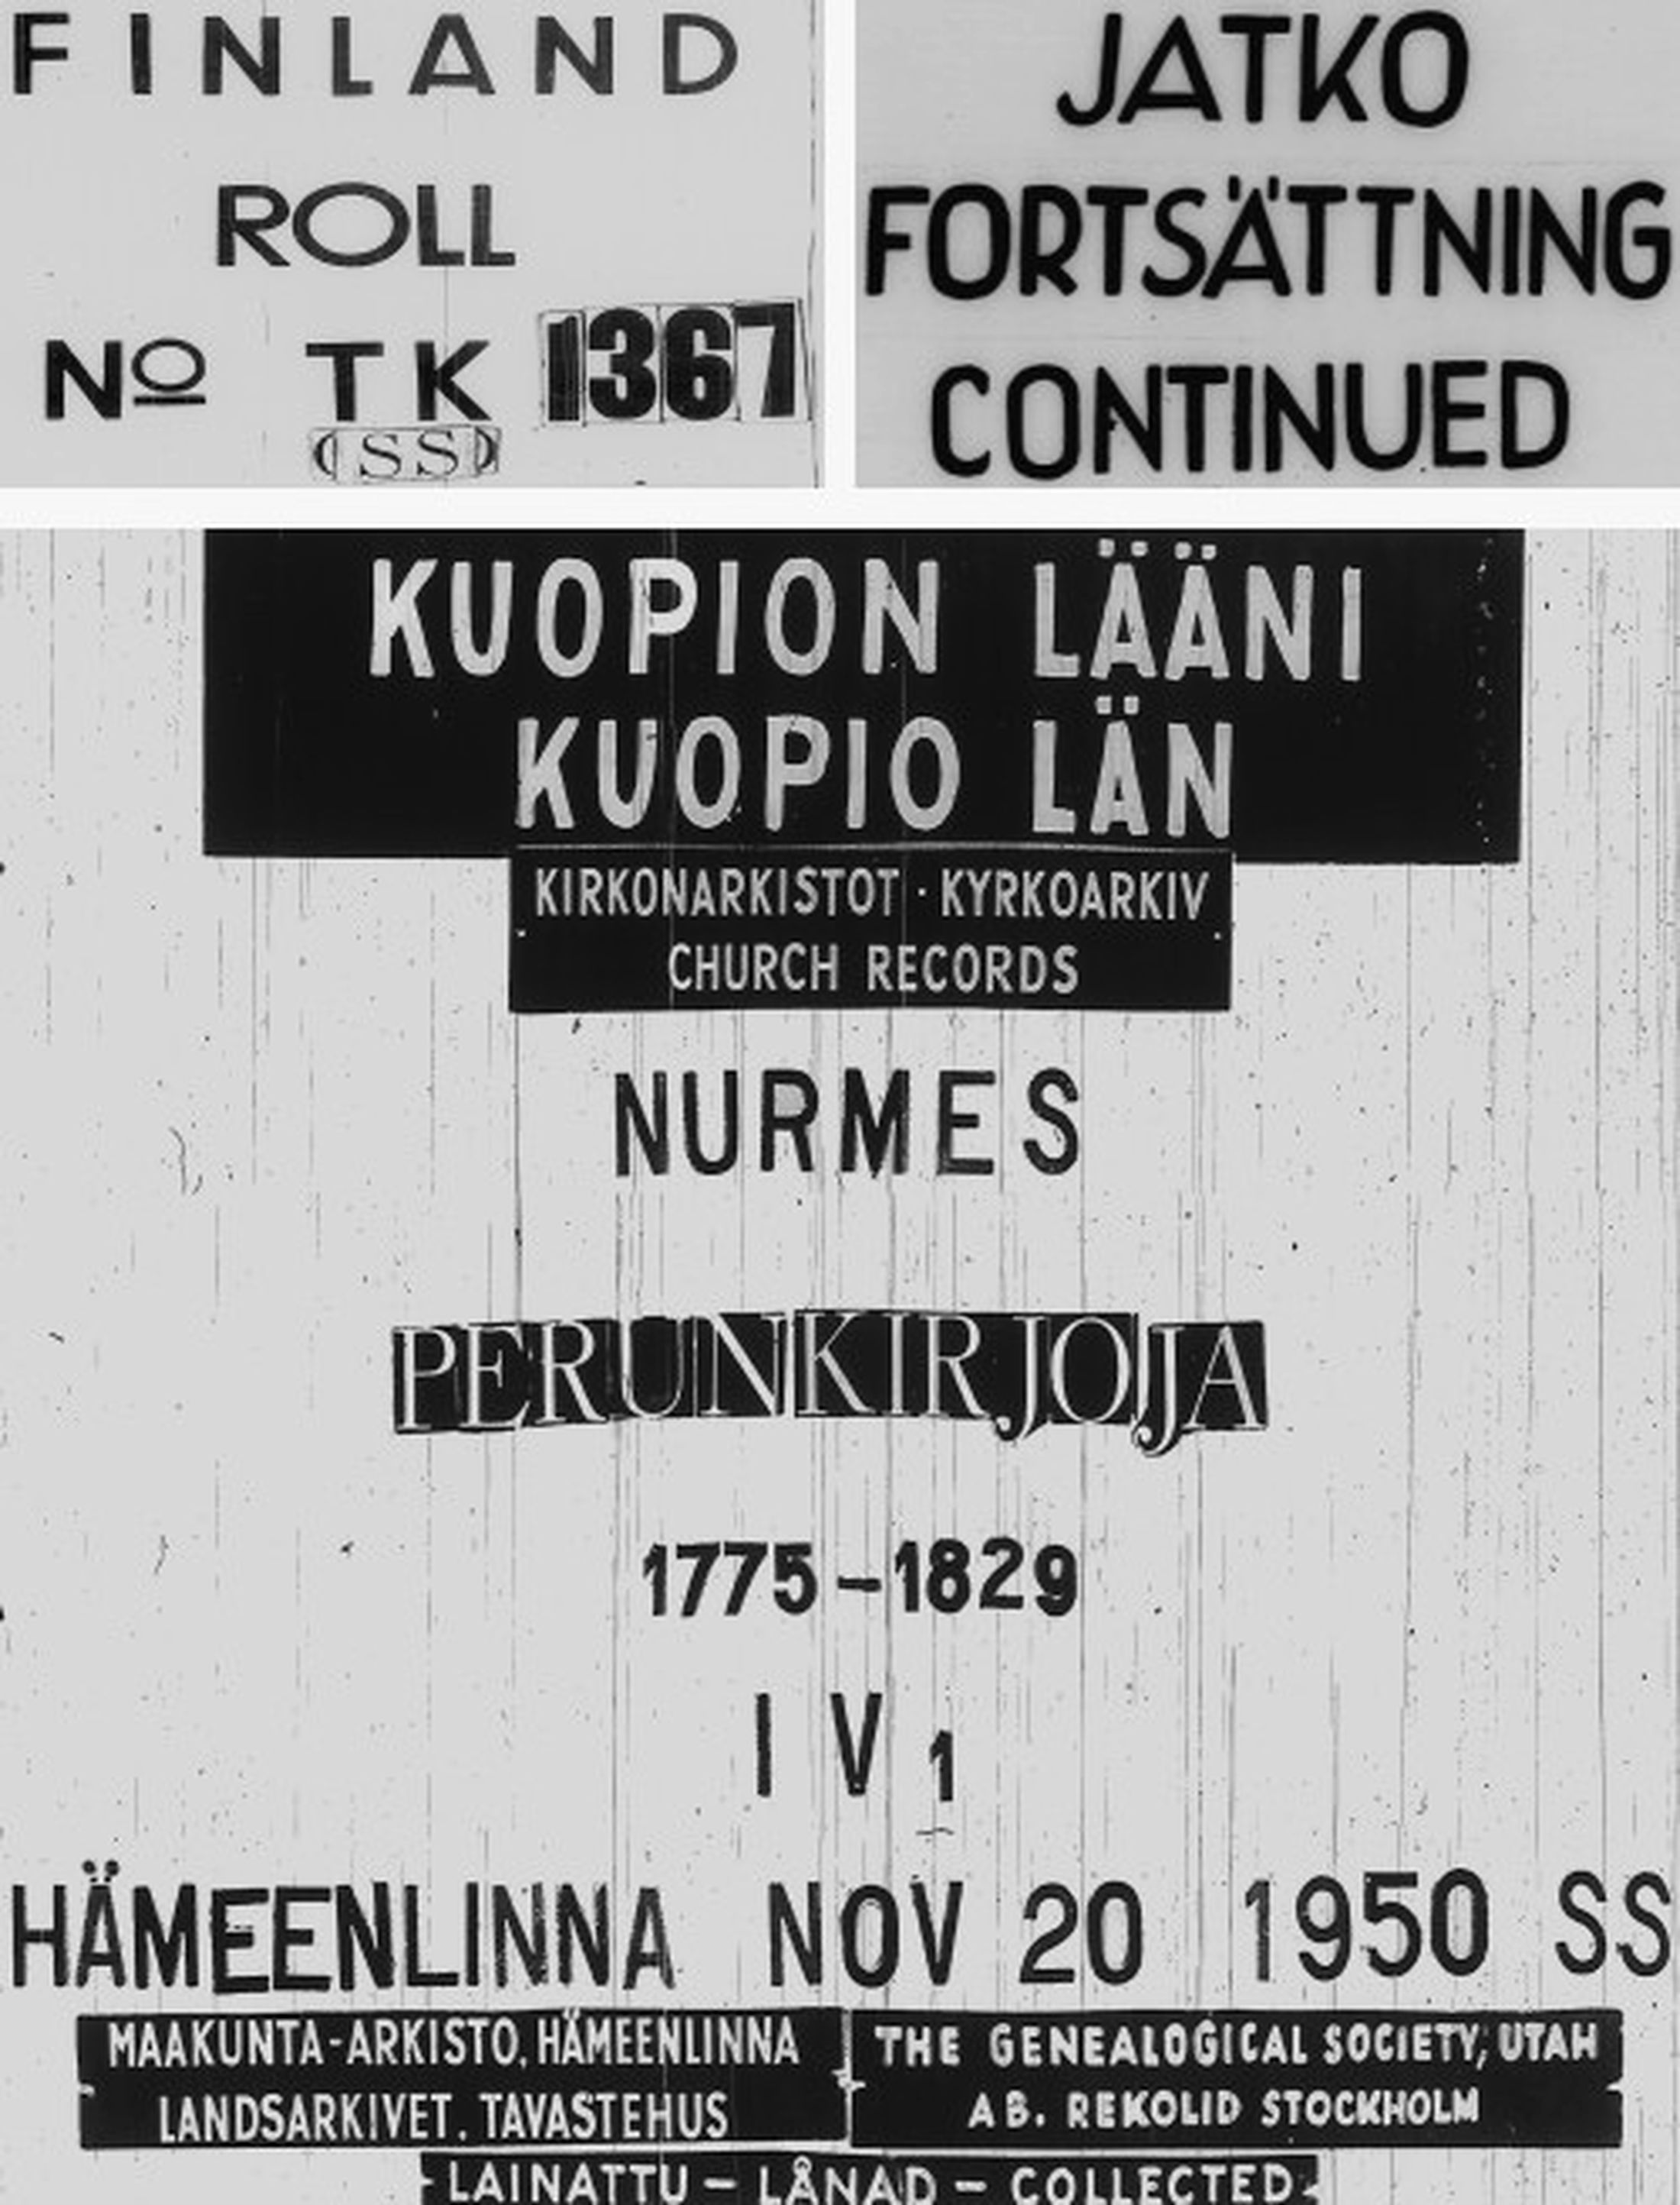 FINLAND
ROLL
Nº TK 1367
(SS)
JATKO
FORTSÄTTNING
CONTINUED
KUOPION LÄÄNI
KUOPIO LÄN
KIRKONARKISTOT · KYRKOARKIV
CHURCH RECORDS
NURMES
PERUNKIRJOJA
1775-1829
I V 1
HÄMEENLINNA NOV 20 1950 SS
MAAKUNTA-ARKISTO, HÄMEENLINNA
LANDSARKIVET, TAVASTEHUS
THE GENEALOGICAL SOCIETY, UTAH
AB. REKOLID STOCKHOLM
LAINATTU - LÅNAD - COLLECTED